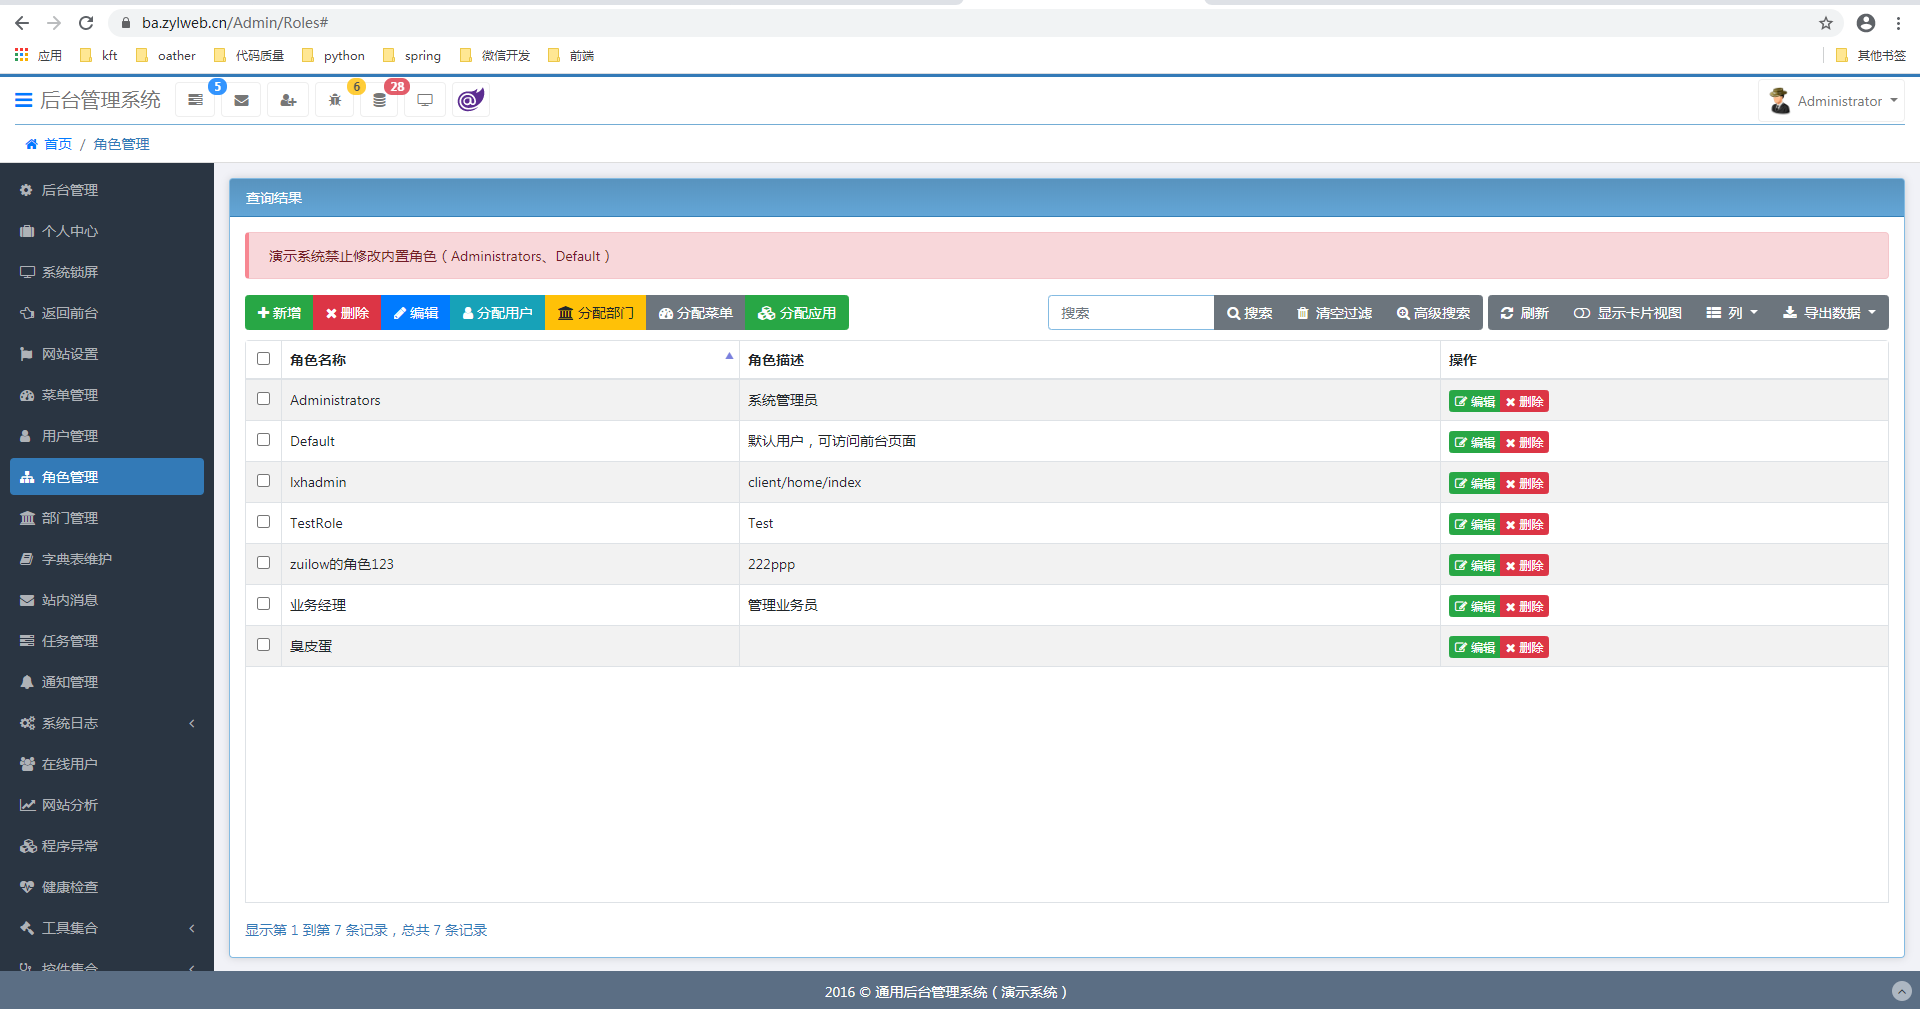 ba.zylweb.cn/Admin/Roles#
应用 kft oather 代码质量 python spring 微信开发 前端 其他书签
后台管理系统 5 6 28 Administrator
首页 / 角色管理
后台管理
个人中心
系统锁屏
返回前台
网站设置
菜单管理
用户管理
角色管理
部门管理
字典表维护
站内消息
任务管理
通知管理
系统日志
在线用户
网站分析
程序异常
健康检查
工具集合
控件集合
查询结果
演示系统禁止修改内置角色（Administrators、Default）
新增 删除 编辑 分配用户 分配部门 分配菜单 分配应用 搜索 搜索 清空过滤 高级搜索 刷新 显示卡片视图 列 导出数据
角色名称 角色描述 操作
Administrators 系统管理员 编辑 删除
Default 默认用户，可访问前台页面 编辑 删除
lxhadmin client/home/index 编辑 删除
TestRole Test 编辑 删除
zuilow的角色123 222ppp 编辑 删除
业务经理 管理业务员 编辑 删除
臭皮蛋 编辑 删除
显示第 1 到第 7 条记录，总共 7 条记录
2016 © 通用后台管理系统（演示系统）